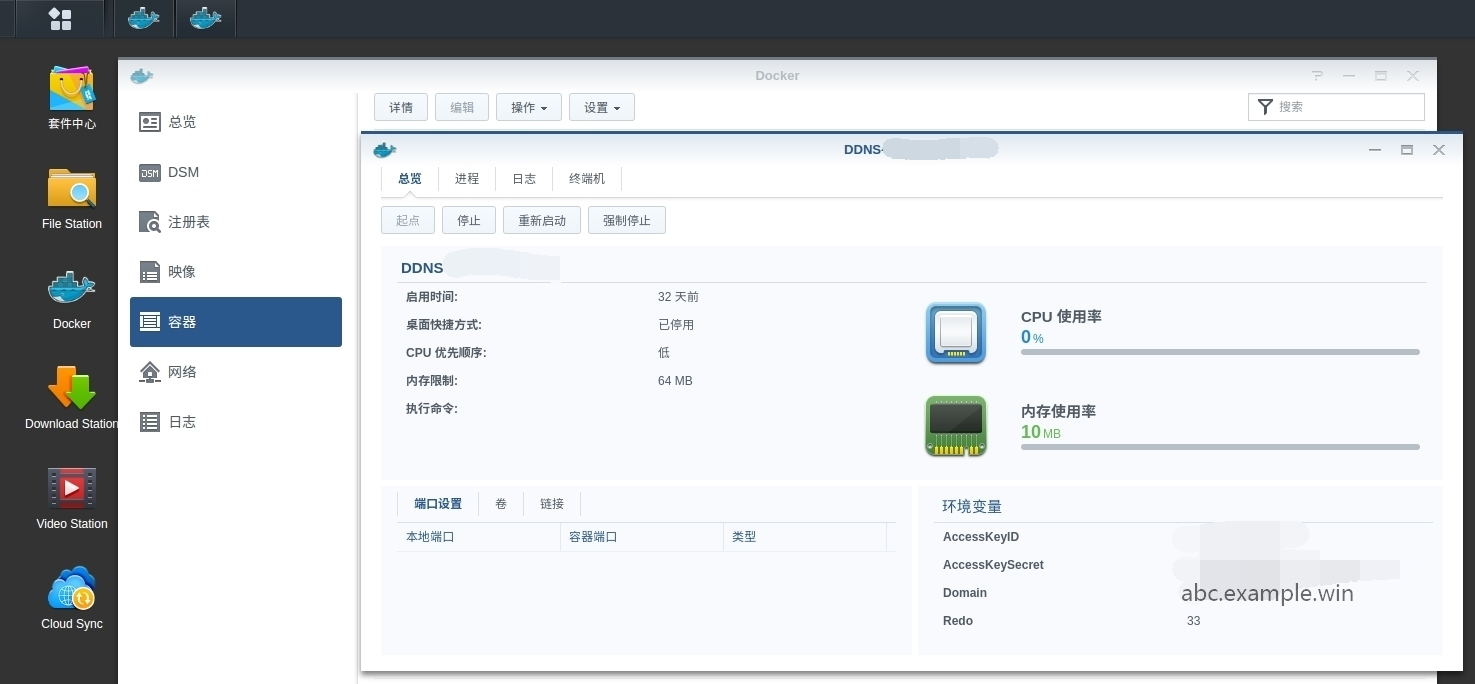 套件中心
File Station
Docker
Download Station
Video Station
Cloud Sync
Docker
总览
DSM
DSM
注册表
映像
容器
网络
日志
详情 编辑 操作 设置 搜索
DDNS-
总览 进程 日志 终端机
起点 停止 重新启动 强制停止
DDNS
启用时间: 32 天前
桌面快捷方式: 已停用
CPU 优先顺序: 低
内存限制: 64 MB
执行命令:
CPU 使用率
0 %
内存使用率
10 MB
端口设置 卷 链接
本地端口 容器端口 类型
环境变量
AccessKeyID
AccessKeySecret
Domain abc.example.win
Redo 33